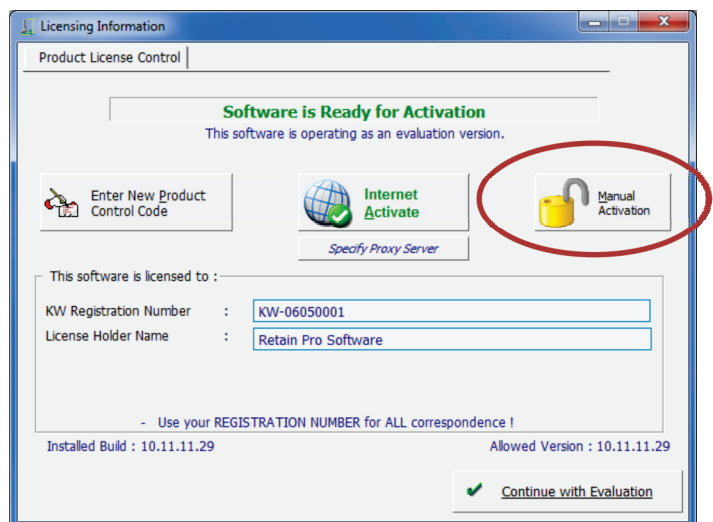 Licensing Information
Product License Control
Software is Ready for Activation
This software is operating as an evaluation version.
Enter New Product
Control Code
Internet
Activate
Manual
Activation
Specify Proxy Server
This software is licensed to :
KW Registration Number : KW-06050001
License Holder Name : Retain Pro Software
- Use your REGISTRATION NUMBER for ALL correspondence !
Installed Build : 10.11.11.29 Allowed Version : 10.11.11.29
Continue with Evaluation